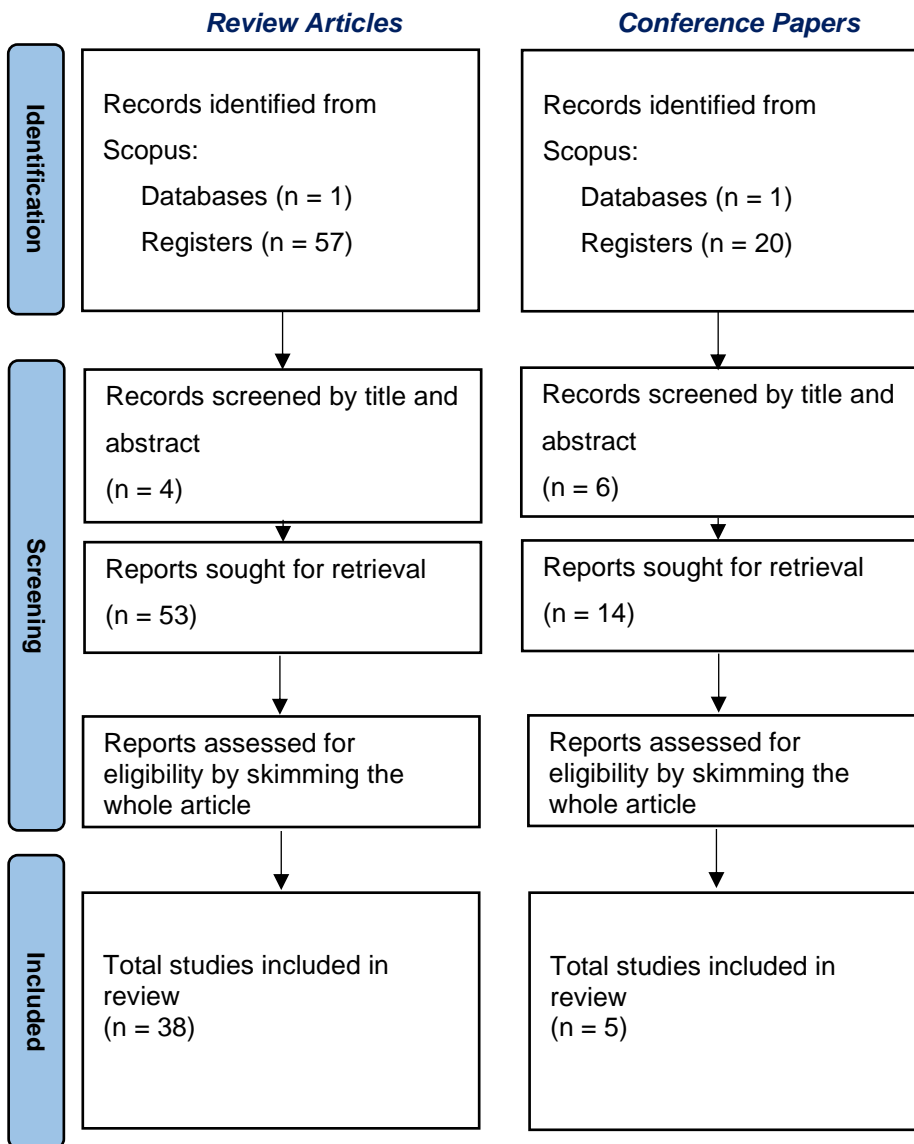 Review Articles
Conference Papers
Identification
Records identified from
Scopus:
Databases (n = 1)
Registers (n = 57)
Records identified from
Scopus:
Databases (n = 1)
Registers (n = 20)
Screening
Records screened by title and
abstract
(n = 4)
Records screened by title and
abstract
(n = 6)
Reports sought for retrieval
(n = 53)
Reports sought for retrieval
(n = 14)
Reports assessed for
eligibility by skimming the
whole article
Reports assessed for
eligibility by skimming the
whole article
Included
Total studies included in
review
(n = 38)
Total studies included in
review
(n = 5)